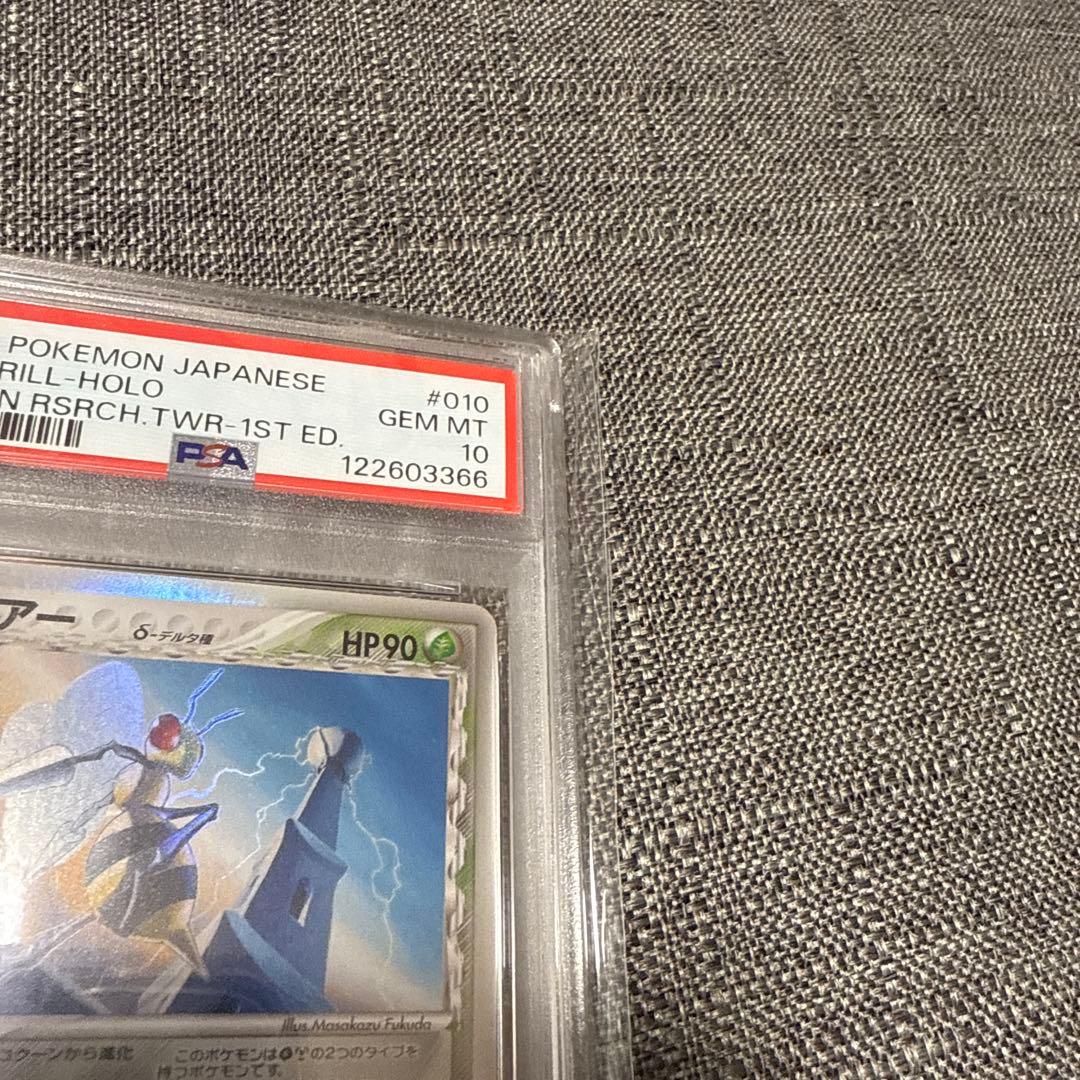 POKEMON JAPANESE
RILL-HOLO #010
N RSRCH.TWR-1ST ED. GEM MT
10
PSA 122603366
アー δ-デルタ種 HP90
Illus. Masakazu Fukuda
コクーンから進化 このポケモンは の2つのタイプを
持つポケモンです。